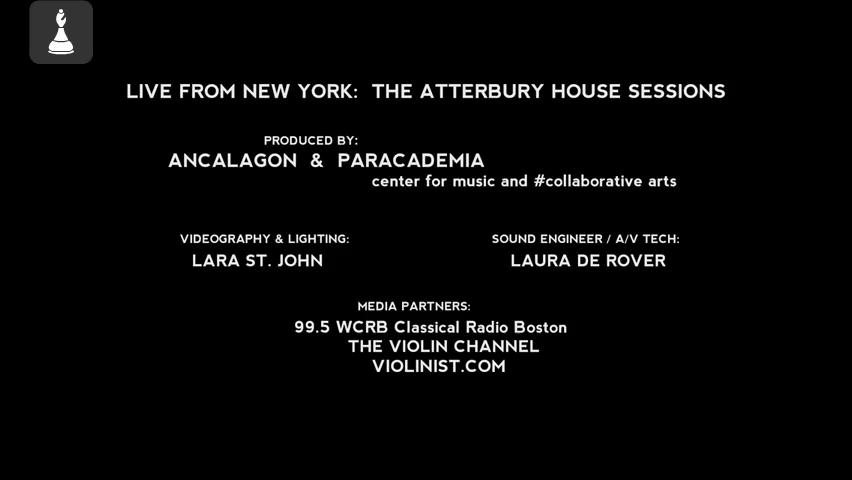 LIVE FROM NEW YORK: THE ATTERBURY HOUSE SESSIONS
PRODUCED BY:
ANCALAGON & PARACADEMIA
center for music and #collaborative arts
VIDEOGRAPHY & LIGHTING:
LARA ST. JOHN
SOUND ENGINEER / A/V TECH:
LAURA DE ROVER
MEDIA PARTNERS:
99.5 WCRB Classical Radio Boston
THE VIOLIN CHANNEL
VIOLINIST.COM